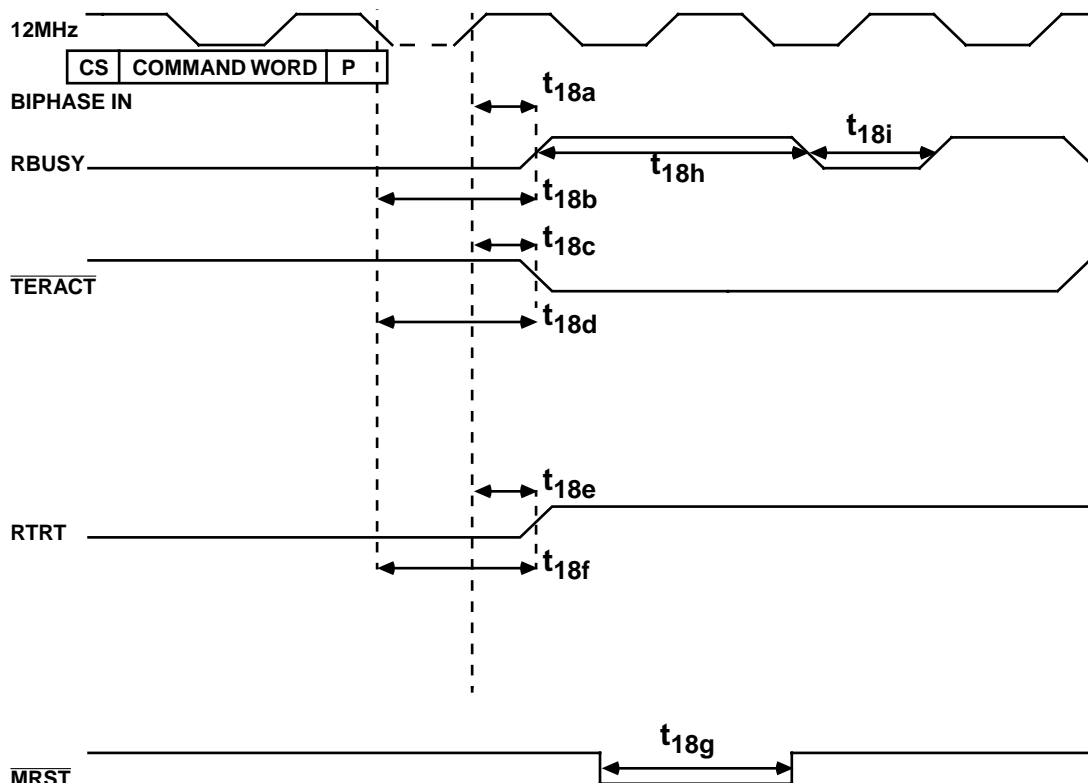 12MHz
CS COMMAND WORD P
BIPHASE IN
t18a
RBUSY
t18i
t18h
t18b
t18c
TERACT
t18d
t18e
RTRT
t18f
t18g
MRST